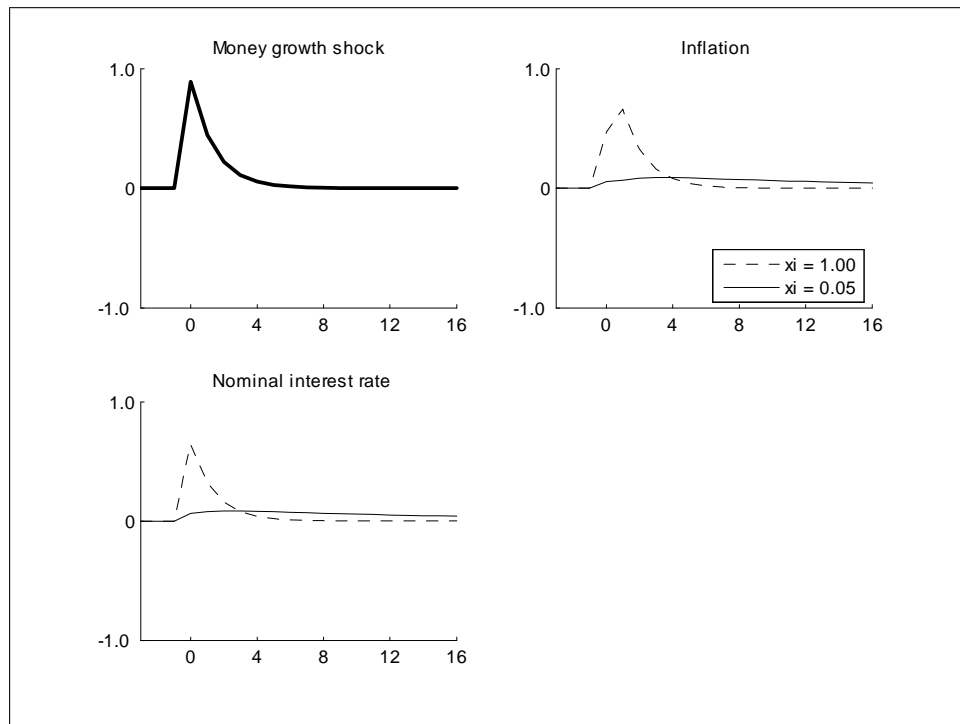 Money growth shock
1.0
0
-1.0
0 4 8 12 16
Inflation
1.0
0
-1.0
xi = 1.00
xi = 0.05
0 4 8 12 16
Nominal interest rate
1.0
0
-1.0
0 4 8 12 16